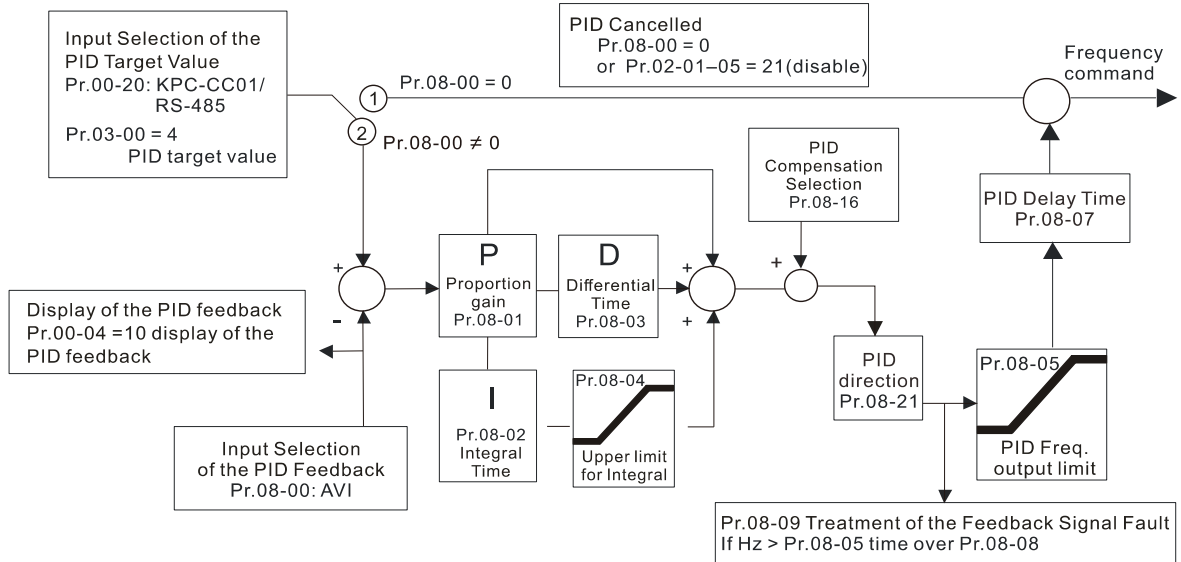 Input Selection of the
PID Target Value
Pr.00-20: KPC-CC01/
RS-485
Pr.03-00 = 4
PID target value
1
Pr.08-00 = 0
2
Pr.08-00 ≠ 0
PID Cancelled
Pr.08-00 = 0
or Pr.02-01–05 = 21(disable)
Frequency
command
PID
Compensation
Selection
Pr.08-16
PID Delay Time
Pr.08-07
+
-
P
Proportion
gain
Pr.08-01
D
Differential
Time
Pr.08-03
+
+
+
Display of the PID feedback
Pr.00-04 =10 display of the
PID feedback
I
Pr.08-02
Integral
Time
Pr.08-04
Upper limit
for Integral
PID
direction
Pr.08-21
Pr.08-05
PID Freq.
output limit
Input Selection
of the PID Feedback
Pr.08-00: AVI
Pr.08-09 Treatment of the Feedback Signal Fault
If Hz > Pr.08-05 time over Pr.08-08